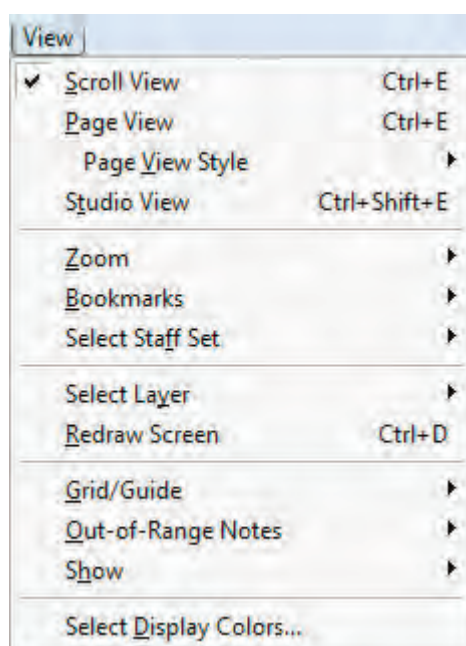 View
Scroll View Ctrl+E
Page View Ctrl+E
Page View Style
Studio View Ctrl+Shift+E
Zoom
Bookmarks
Select Staff Set
Select Layer
Redraw Screen Ctrl+D
Grid/Guide
Out-of-Range Notes
Show
Select Display Colors...